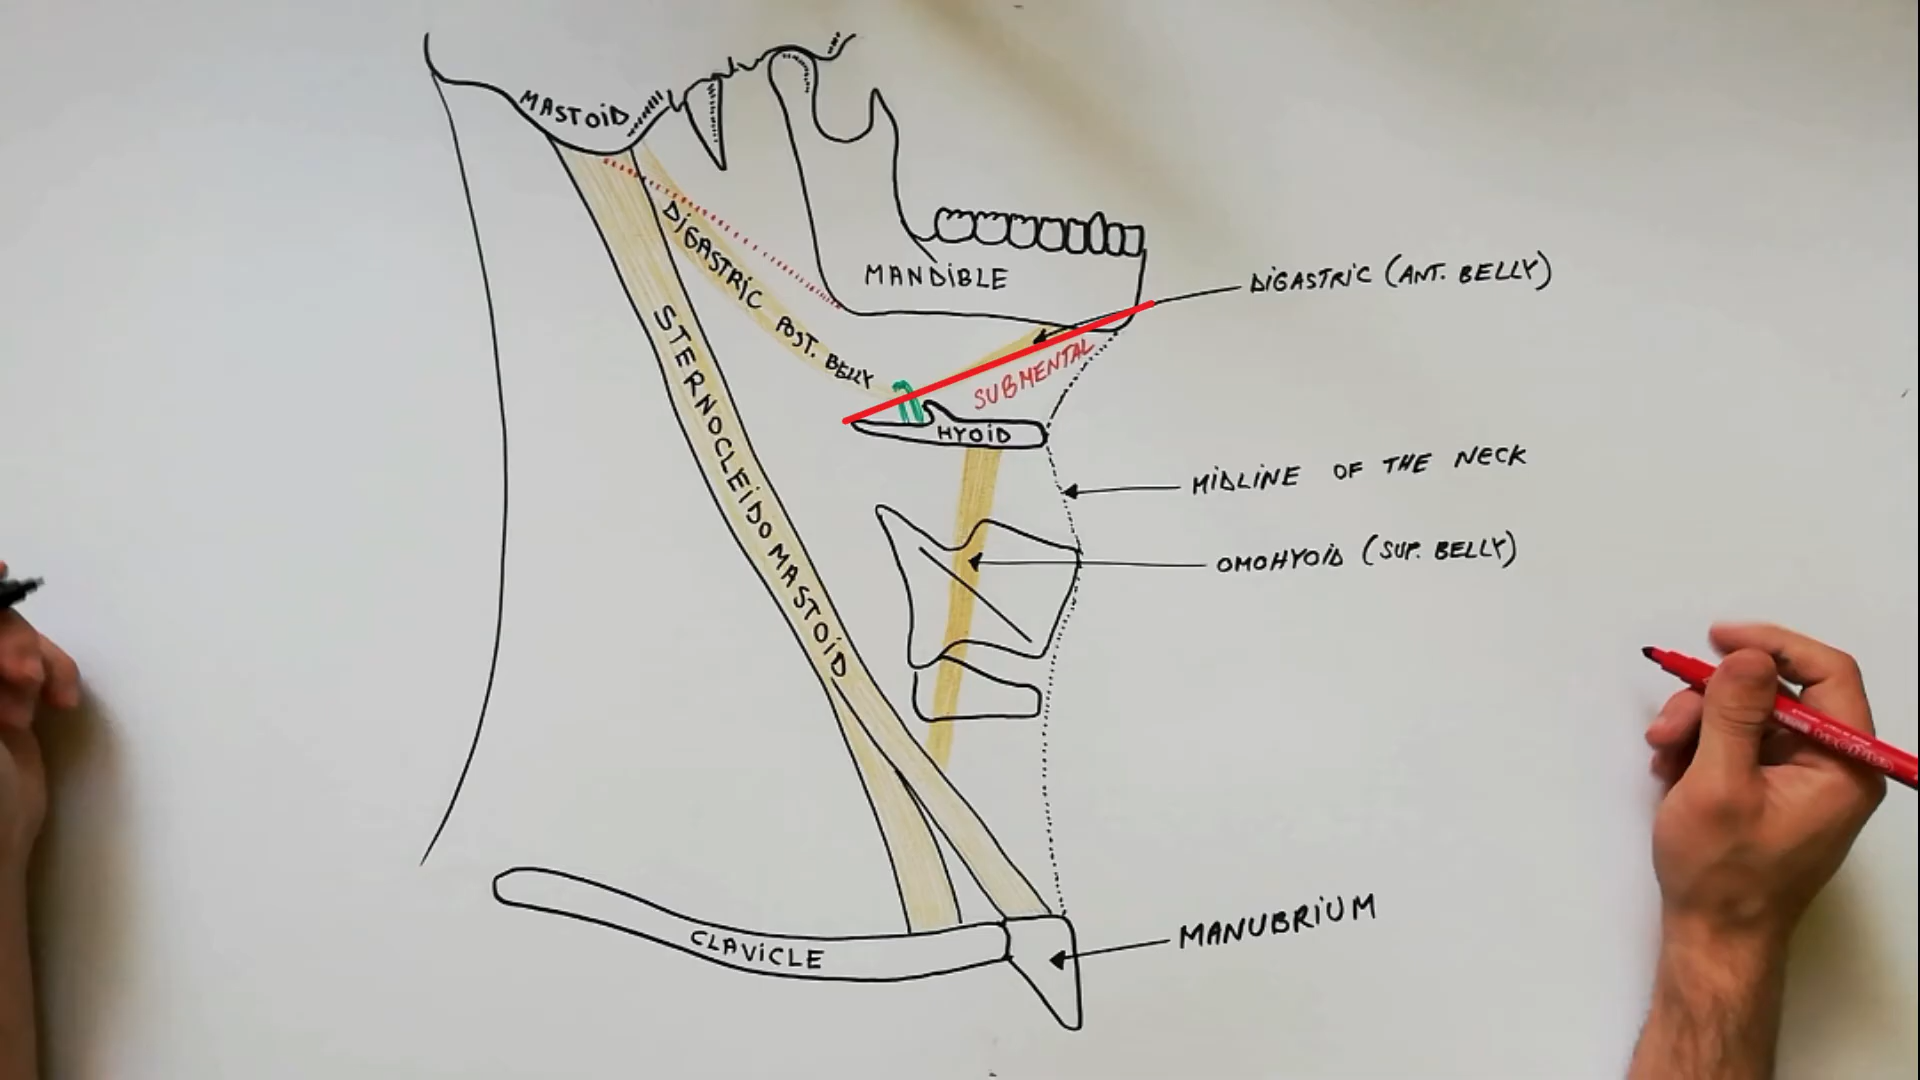 MASTOID
MANDIBLE
DIGASTRIC POST. BELLY
DIGASTRIC (ANT. BELLY)
SUBMENTAL
STERNOCLEIDOMASTOID
HYOID
MIDLINE OF THE NECK
OMOHYOID (SUP. BELLY)
CLAVICLE
MANUBRIUM